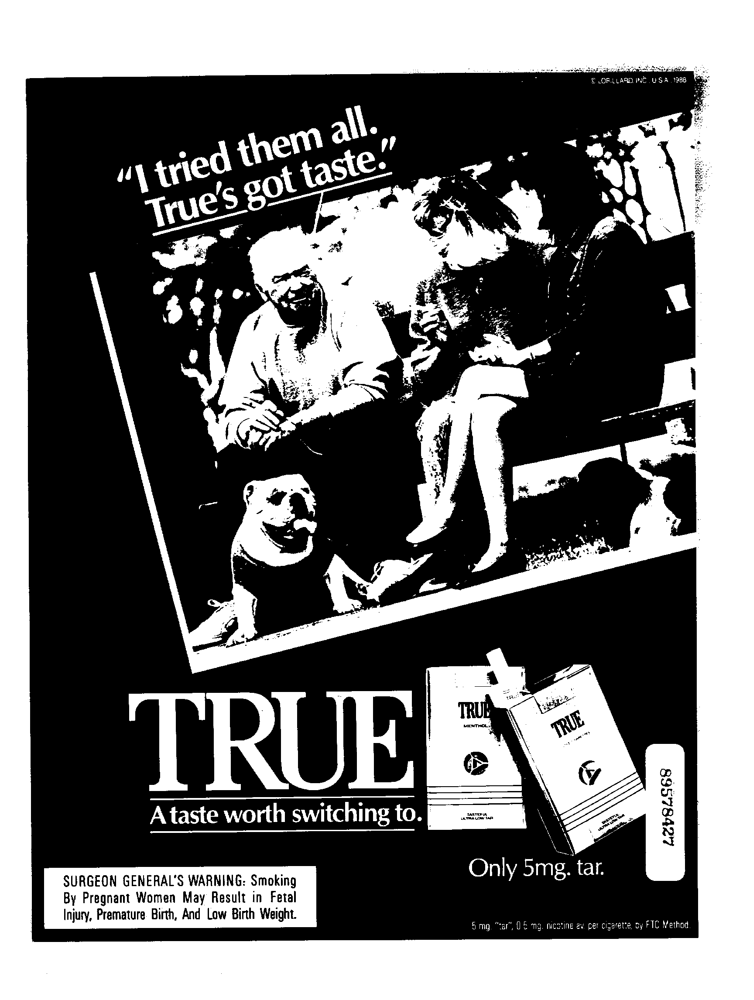 © LORILLARD, INC., U.S.A., 1986
"I tried them all.
True's got taste."
TRUE
A taste worth switching to.
TRUE
MENTHOL
TRUE
89578427
Only 5mg. tar.
SURGEON GENERAL'S WARNING: Smoking
By Pregnant Women May Result in Fetal
Injury, Premature Birth, And Low Birth Weight.
5 mg. "tar", 0.5 mg. nicotine av. per cigarette, by FTC Method.